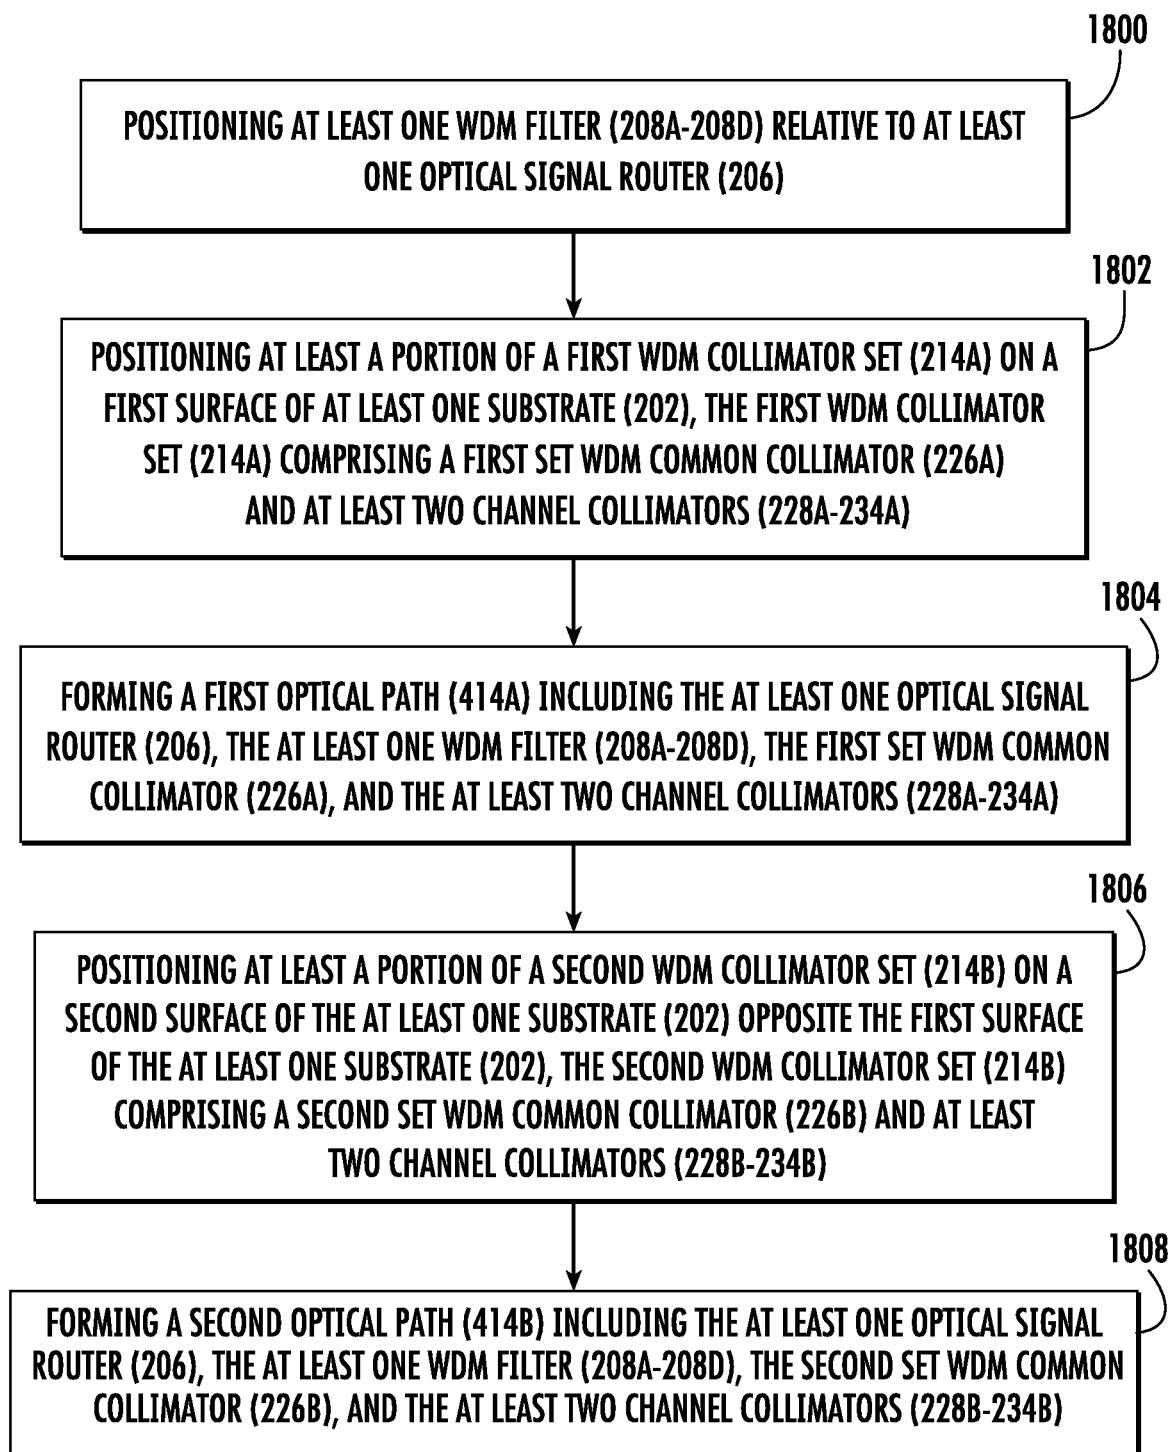 1800
POSITIONING AT LEAST ONE WDM FILTER (208A-208D) RELATIVE TO AT LEAST
ONE OPTICAL SIGNAL ROUTER (206)
1802
POSITIONING AT LEAST A PORTION OF A FIRST WDM COLLIMATOR SET (214A) ON A
FIRST SURFACE OF AT LEAST ONE SUBSTRATE (202), THE FIRST WDM COLLIMATOR
SET (214A) COMPRISING A FIRST SET WDM COMMON COLLIMATOR (226A)
AND AT LEAST TWO CHANNEL COLLIMATORS (228A-234A)
1804
FORMING A FIRST OPTICAL PATH (414A) INCLUDING THE AT LEAST ONE OPTICAL SIGNAL
ROUTER (206), THE AT LEAST ONE WDM FILTER (208A-208D), THE FIRST SET WDM COMMON
COLLIMATOR (226A), AND THE AT LEAST TWO CHANNEL COLLIMATORS (228A-234A)
1806
POSITIONING AT LEAST A PORTION OF A SECOND WDM COLLIMATOR SET (214B) ON A
SECOND SURFACE OF THE AT LEAST ONE SUBSTRATE (202) OPPOSITE THE FIRST SURFACE
OF THE AT LEAST ONE SUBSTRATE (202), THE SECOND WDM COLLIMATOR SET (214B)
COMPRISING A SECOND SET WDM COMMON COLLIMATOR (226B) AND AT LEAST
TWO CHANNEL COLLIMATORS (228B-234B)
1808
FORMING A SECOND OPTICAL PATH (414B) INCLUDING THE AT LEAST ONE OPTICAL SIGNAL
ROUTER (206), THE AT LEAST ONE WDM FILTER (208A-208D), THE SECOND SET WDM COMMON
COLLIMATOR (226B), AND THE AT LEAST TWO CHANNEL COLLIMATORS (228B-234B)